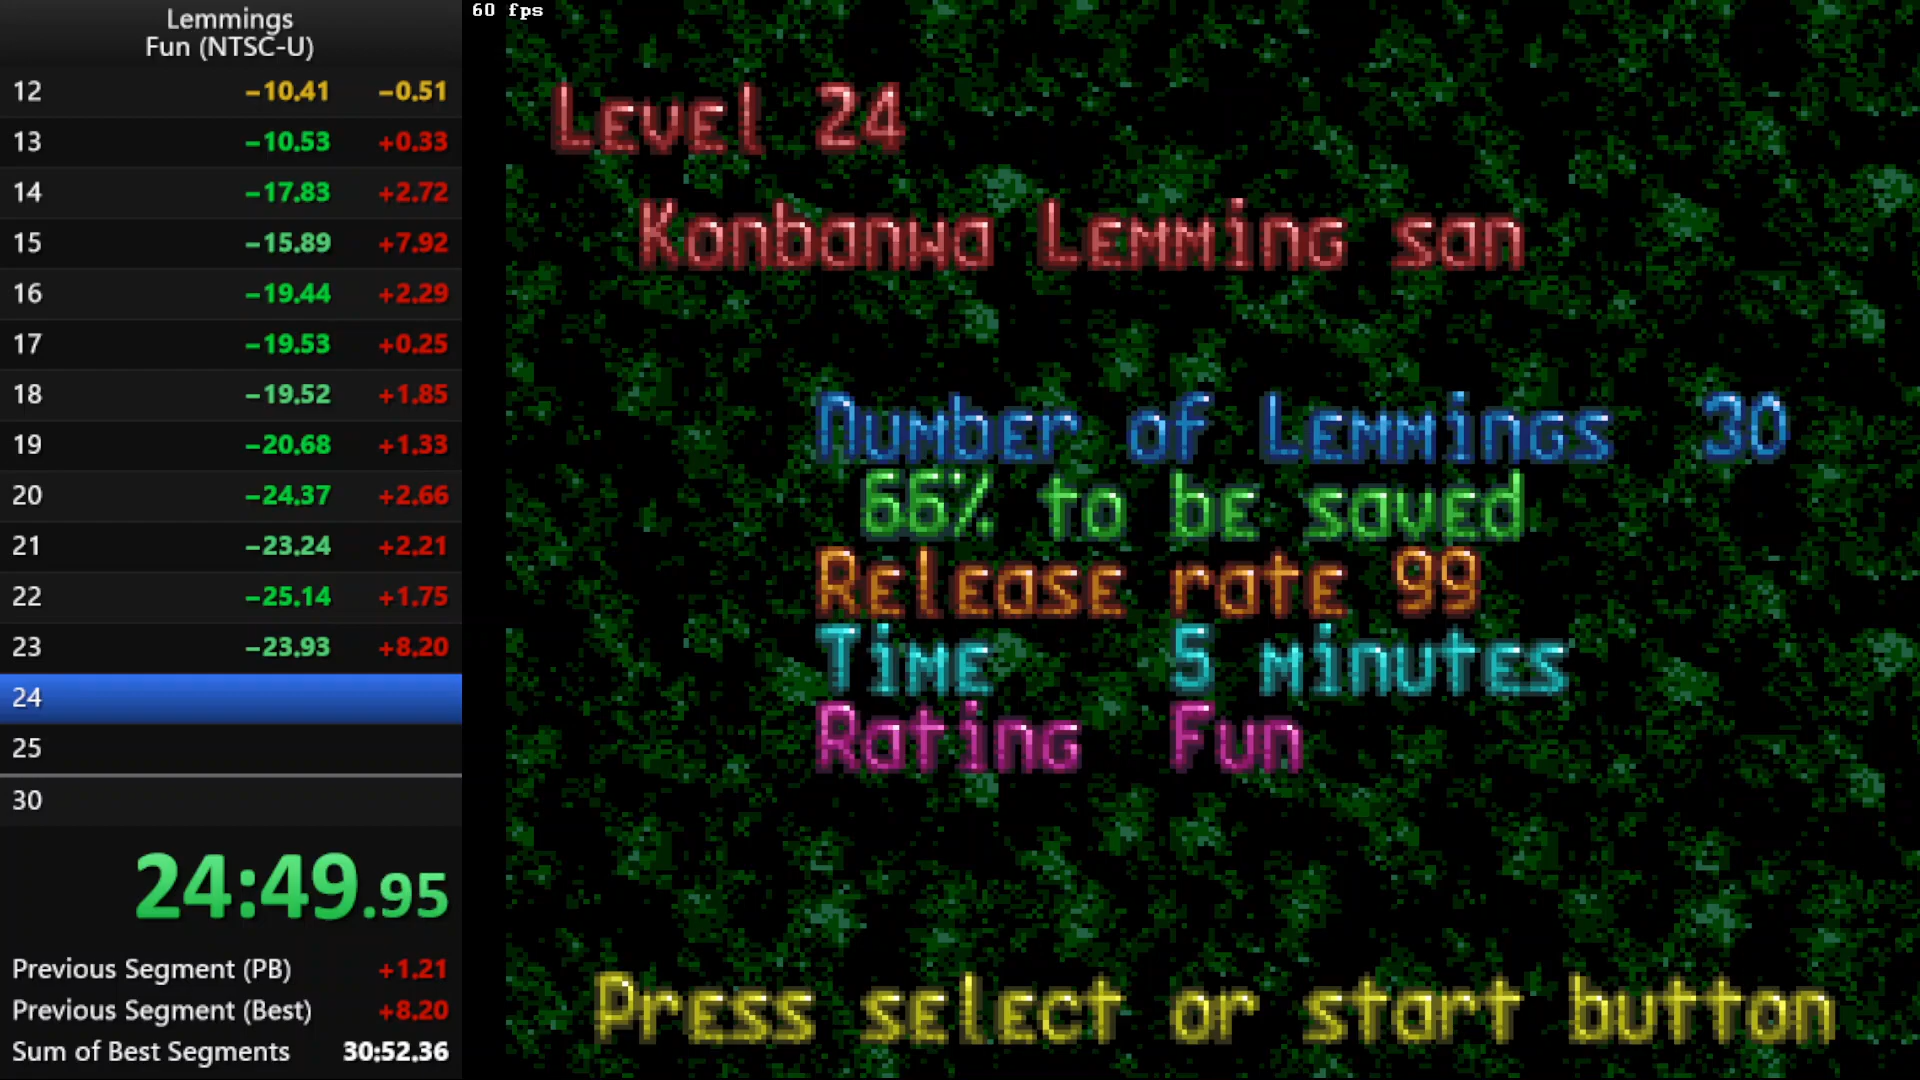 Lemmings
Fun (NTSC-U)
12 −10.41 −0.51
13 −10.53 +0.33
14 −17.83 +2.72
15 −15.89 +7.92
16 −19.44 +2.29
17 −19.53 +0.25
18 −19.52 +1.85
19 −20.68 +1.33
20 −24.37 +2.66
21 −23.24 +2.21
22 −25.14 +1.75
23 −23.93 +8.20
24
25
30
24:49.95
Previous Segment (PB) +1.21
Previous Segment (Best) +8.20
Sum of Best Segments 30:52.36
60 fps
Level 24
Konbanwa Lemming san
Number of Lemmings 30
66% to be saved
Release rate 99
Time 5 minutes
Rating Fun
Press select or start button